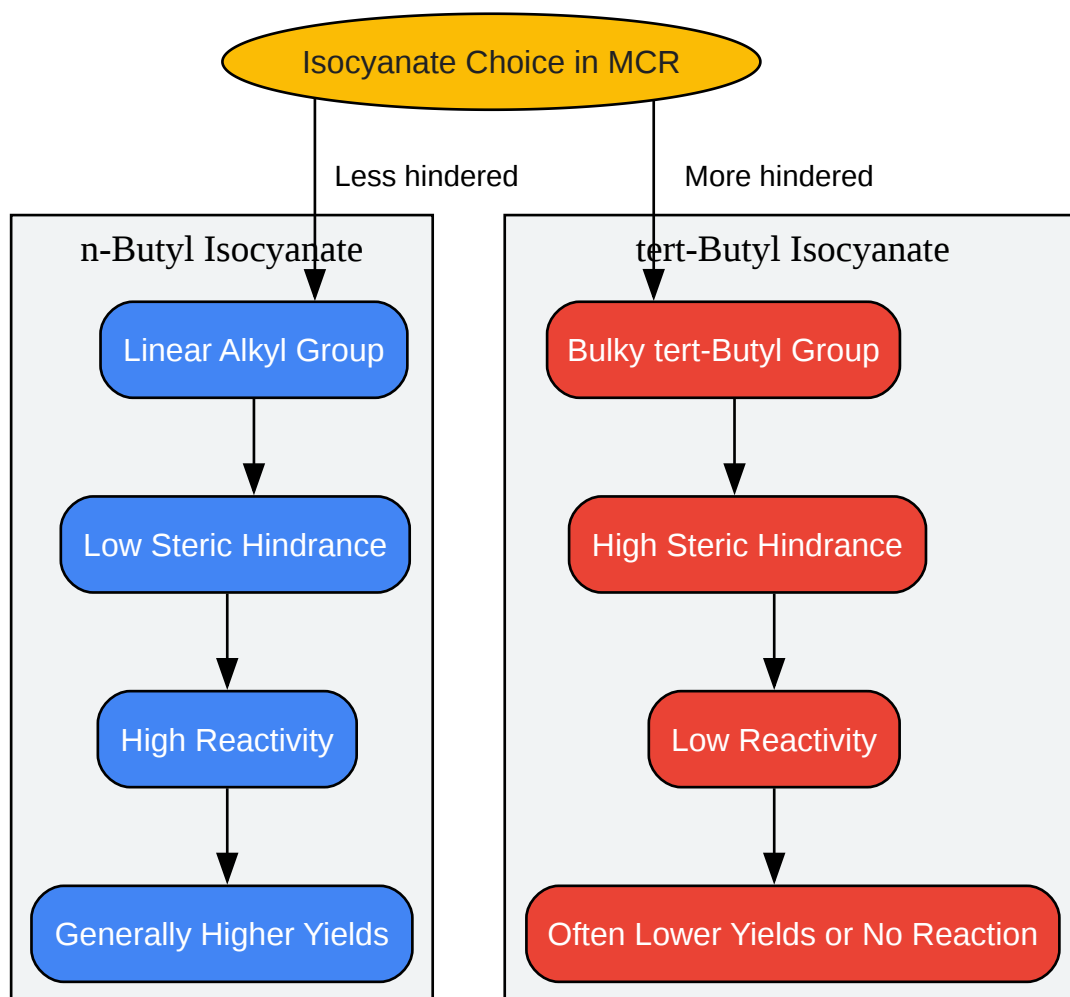 Isocyanate Choice in MCR
Less hindered
More hindered
n-Butyl Isocyanate
Linear Alkyl Group
Low Steric Hindrance
High Reactivity
Generally Higher Yields
tert-Butyl Isocyanate
Bulky tert-Butyl Group
High Steric Hindrance
Low Reactivity
Often Lower Yields or No Reaction